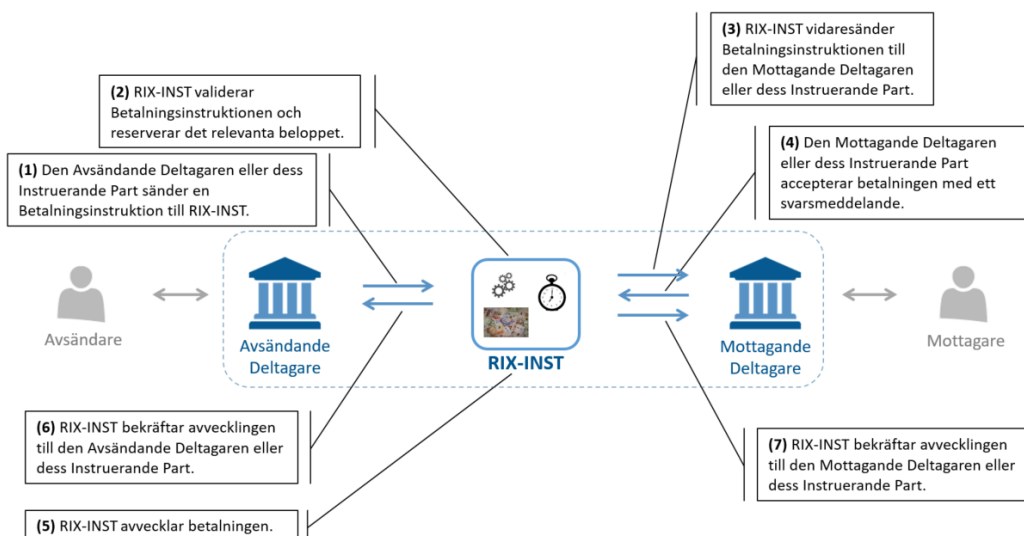 (3) RIX-INST vidaresänder
Betalningsinstruktionen till
den Mottagande Deltagaren
eller dess Instruerande Part.
(2) RIX-INST validerar
Betalningsinstruktionen och
reserverar det relevanta beloppet.
(4) Den Mottagande Deltagaren
eller dess Instruerande Part
accepterar betalningen med ett
svarsmeddelande.
(1) Den Avsändande Deltagaren eller dess
Instruerande Part sänder en
Betalningsinstruktion till RIX-INST.
Avsändare
Avsändande
Deltagare
RIX-INST
Mottagande
Deltagare
Mottagare
(6) RIX-INST bekräftar avvecklingen
till den Avsändande Deltagaren eller
dess Instruerande Part.
(7) RIX-INST bekräftar avvecklingen
till den Mottagande Deltagaren eller
dess Instruerande Part.
(5) RIX-INST avvecklar betalningen.